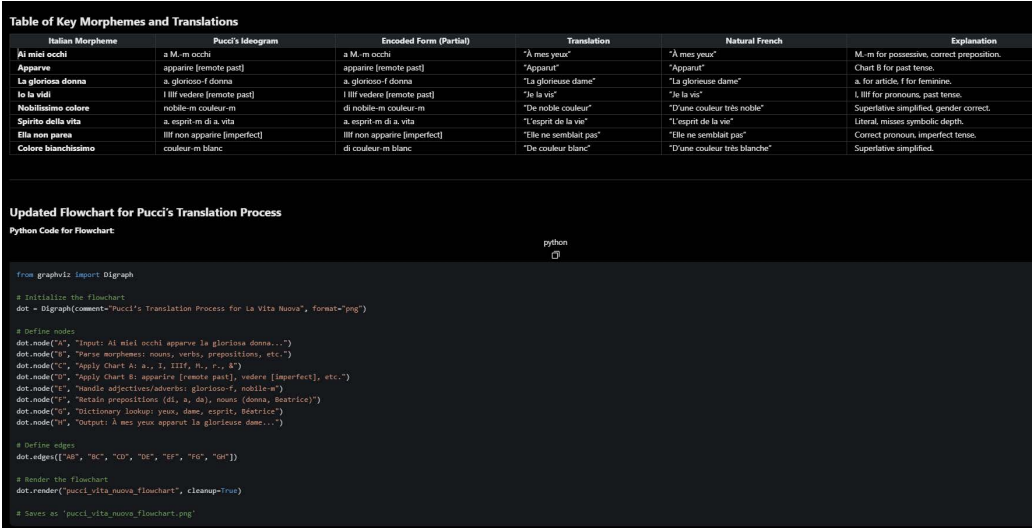 Table of Key Morphemes and Translations
Italian Morpheme Pucci's Ideogram Encoded Form (Partial) Translation Natural French Explanation
Ai miei occhi a M.-m occhi a M.-m occhi "À mes yeux" "À mes yeux" M.-m for possessive, correct preposition.
Apparve apparire [remote past] apparire [remote past] "Apparut" "Apparut" Chart B for past tense.
La gloriosa donna a. glorioso-f donna a. glorioso-f donna "La glorieuse dame" "La glorieuse dame" a. for article, f for feminine.
Io la vidi I IIIf vedere [remote past] I IIIf vedere [remote past] "Je la vis" "Je la vis" I, IIIf for pronouns, past tense.
Nobilissimo colore nobile-m couleur-m di nobile-m couleur-m "De noble couleur" "D'une couleur très noble" Superlative simplified, gender correct.
Spirito della vita a. esprit-m di a. vita a. esprit-m di a. vita "L'esprit de la vie" "L'esprit de la vie" Literal, misses symbolic depth.
Ella non parea IIIf non apparire [imperfect] IIIf non apparire [imperfect] "Elle ne semblait pas" "Elle ne semblait pas" Correct pronoun, imperfect tense.
Colore bianchissimo couleur-m blanc di couleur-m blanc "De couleur blanc" "D'une couleur très blanche" Superlative simplified.
Updated Flowchart for Pucci's Translation Process
Python Code for Flowchart:
python
from graphviz import Digraph
# Initialize the flowchart
dot = Digraph(comment="Pucci's Translation Process for La Vita Nuova", format="png")
# Define nodes
dot.node("A", "Input: Ai miei occhi apparve la gloriosa donna...")
dot.node("B", "Parse morphemes: nouns, verbs, prepositions, etc.")
dot.node("C", "Apply Chart A: a., I, IIIf, M., r., &")
dot.node("D", "Apply Chart B: apparire [remote past], vedere [imperfect], etc.")
dot.node("E", "Handle adjectives/adverbs: glorioso-f, nobile-m")
dot.node("F", "Retain prepositions (di, a, da), nouns (donna, Beatrice)")
dot.node("G", "Dictionary lookup: yeux, dame, esprit, Béatrice")
dot.node("H", "Output: À mes yeux apparut la glorieuse dame...")
# Define edges
dot.edges(["AB", "BC", "CD", "DE", "EF", "FG", "GH"])
# Render the flowchart
dot.render("pucci_vita_nuova_flowchart", cleanup=True)
# Saves as 'pucci_vita_nuova_flowchart.png'